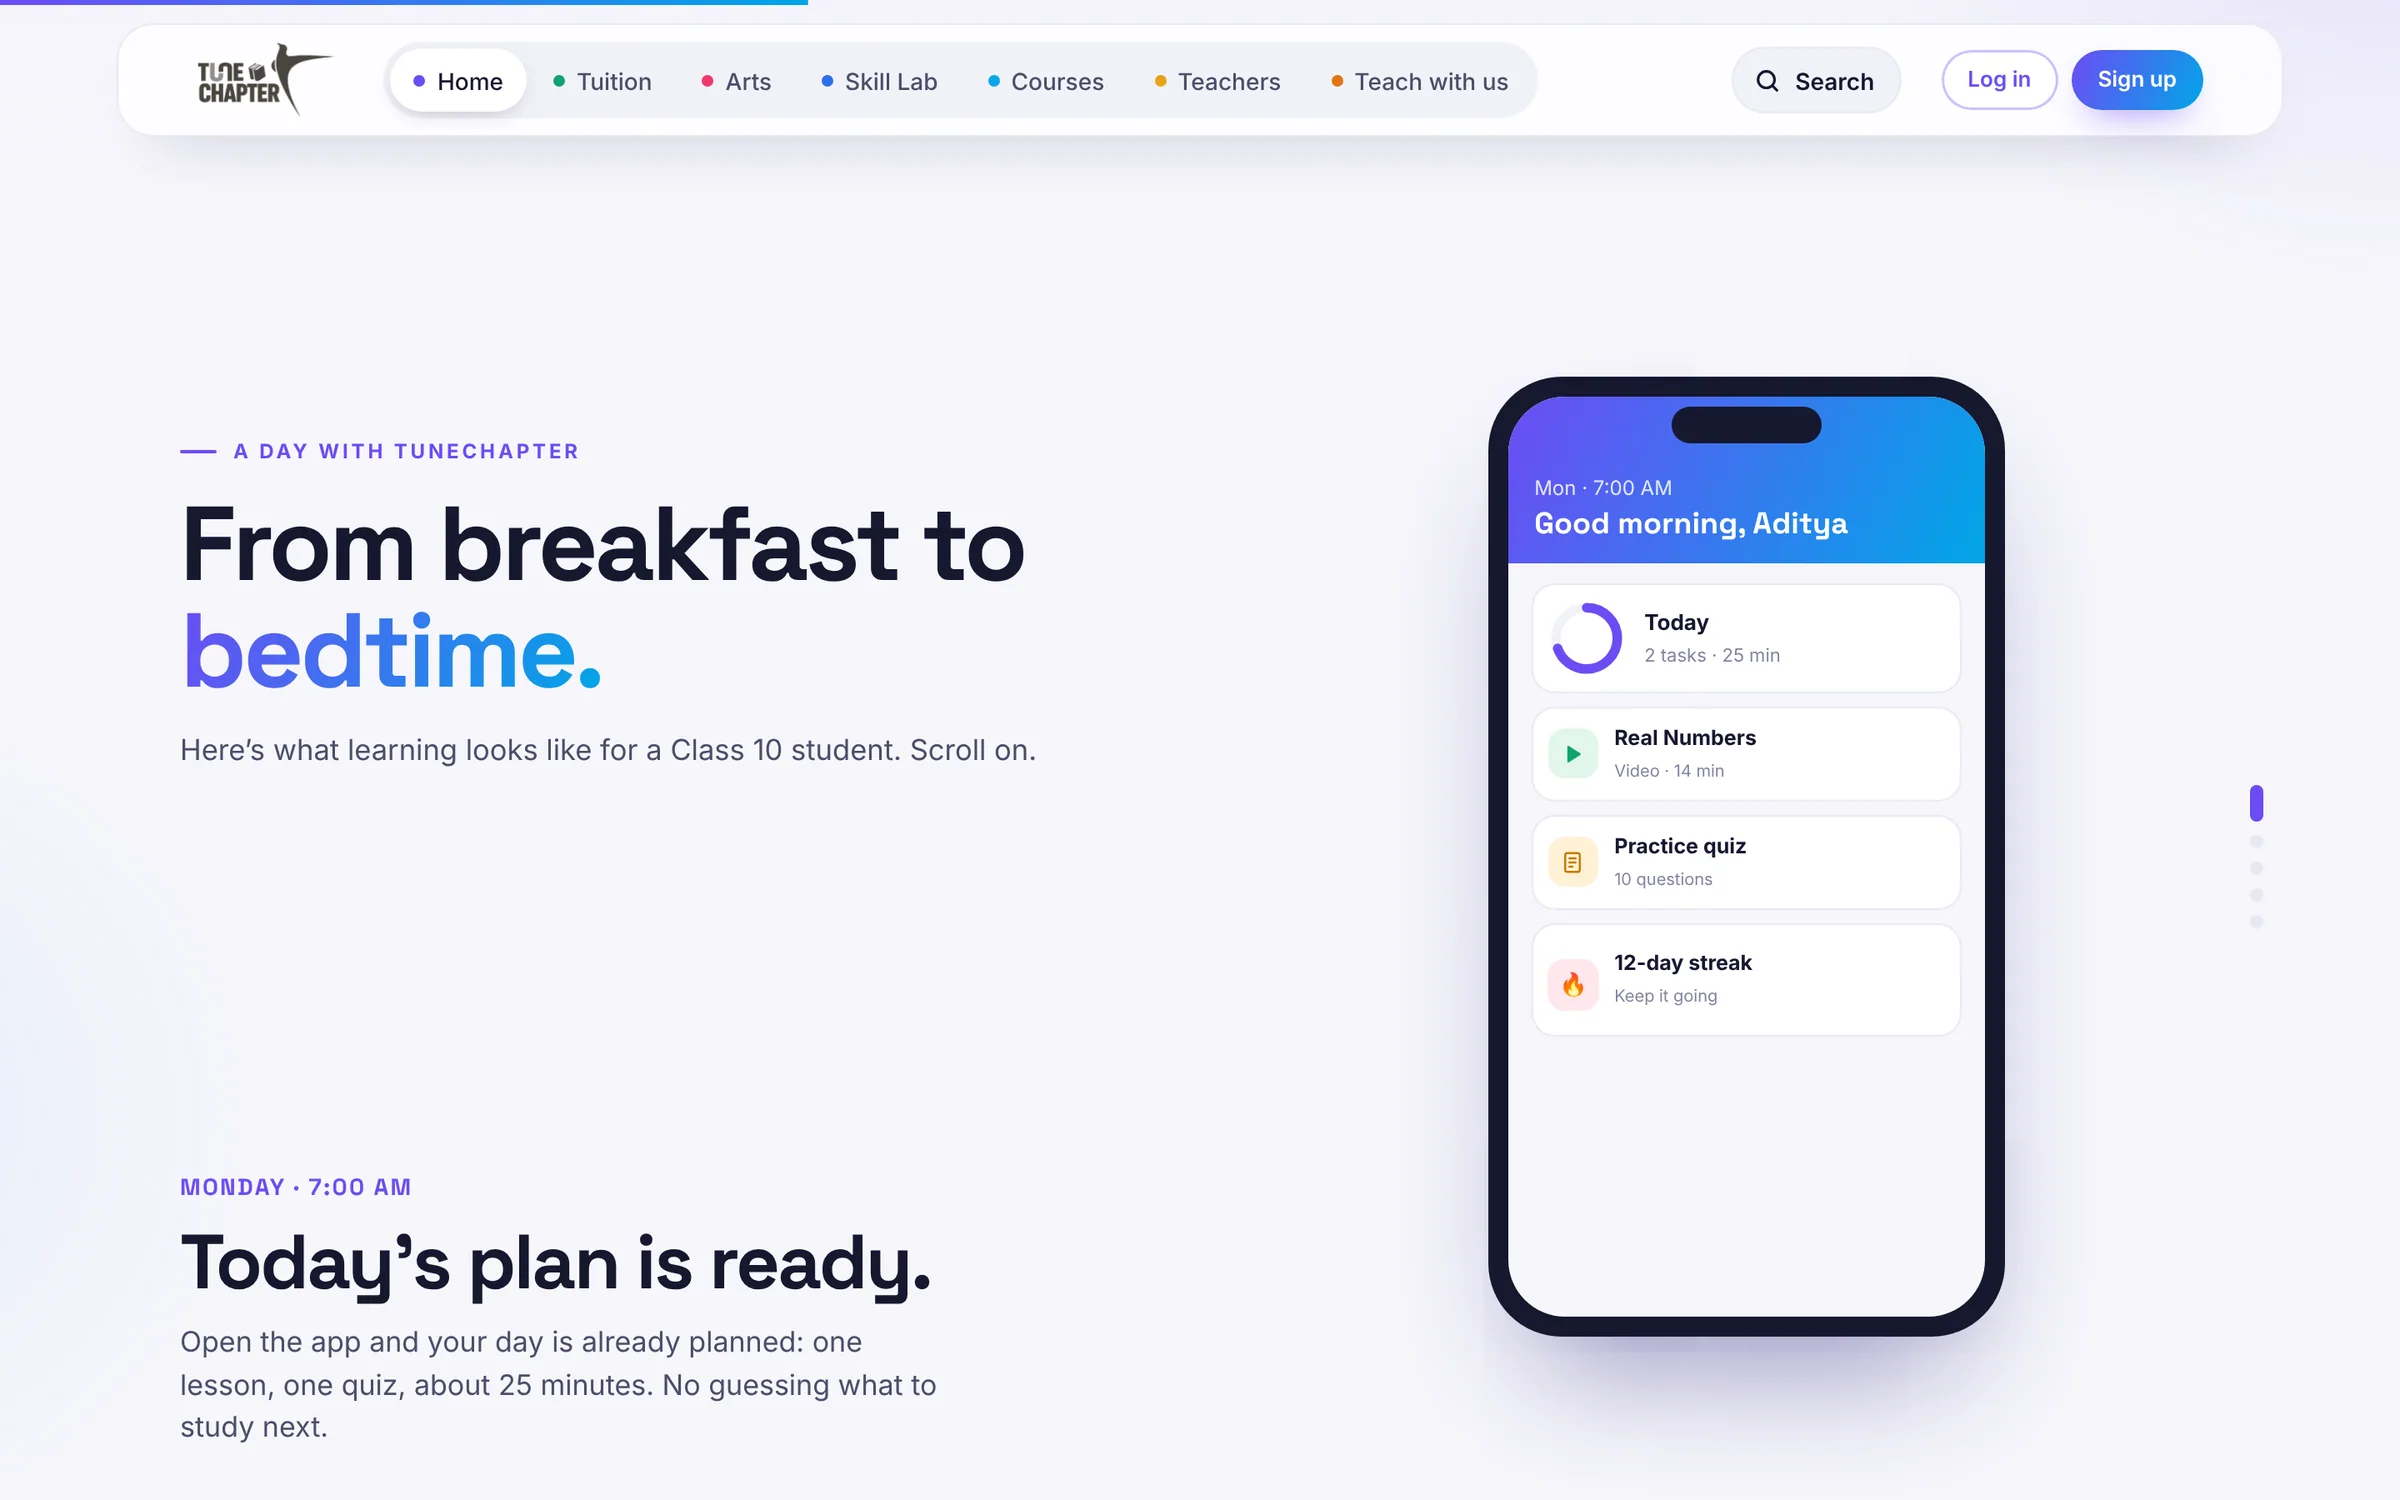 TUNE
CHAPTER
Home
Tuition
Arts
Skill Lab
Courses
Teachers
Teach with us
Search
Log in
Sign up
A DAY WITH TUNECHAPTER
From breakfast to
bedtime.
Here’s what learning looks like for a Class 10 student. Scroll on.
MONDAY · 7:00 AM
Today’s plan is ready.
Open the app and your day is already planned: one
lesson, one quiz, about 25 minutes. No guessing what to
study next.
Mon · 7:00 AM
Good morning, Aditya
Today
2 tasks · 25 min
Real Numbers
Video · 14 min
Practice quiz
10 questions
12-day streak
Keep it going